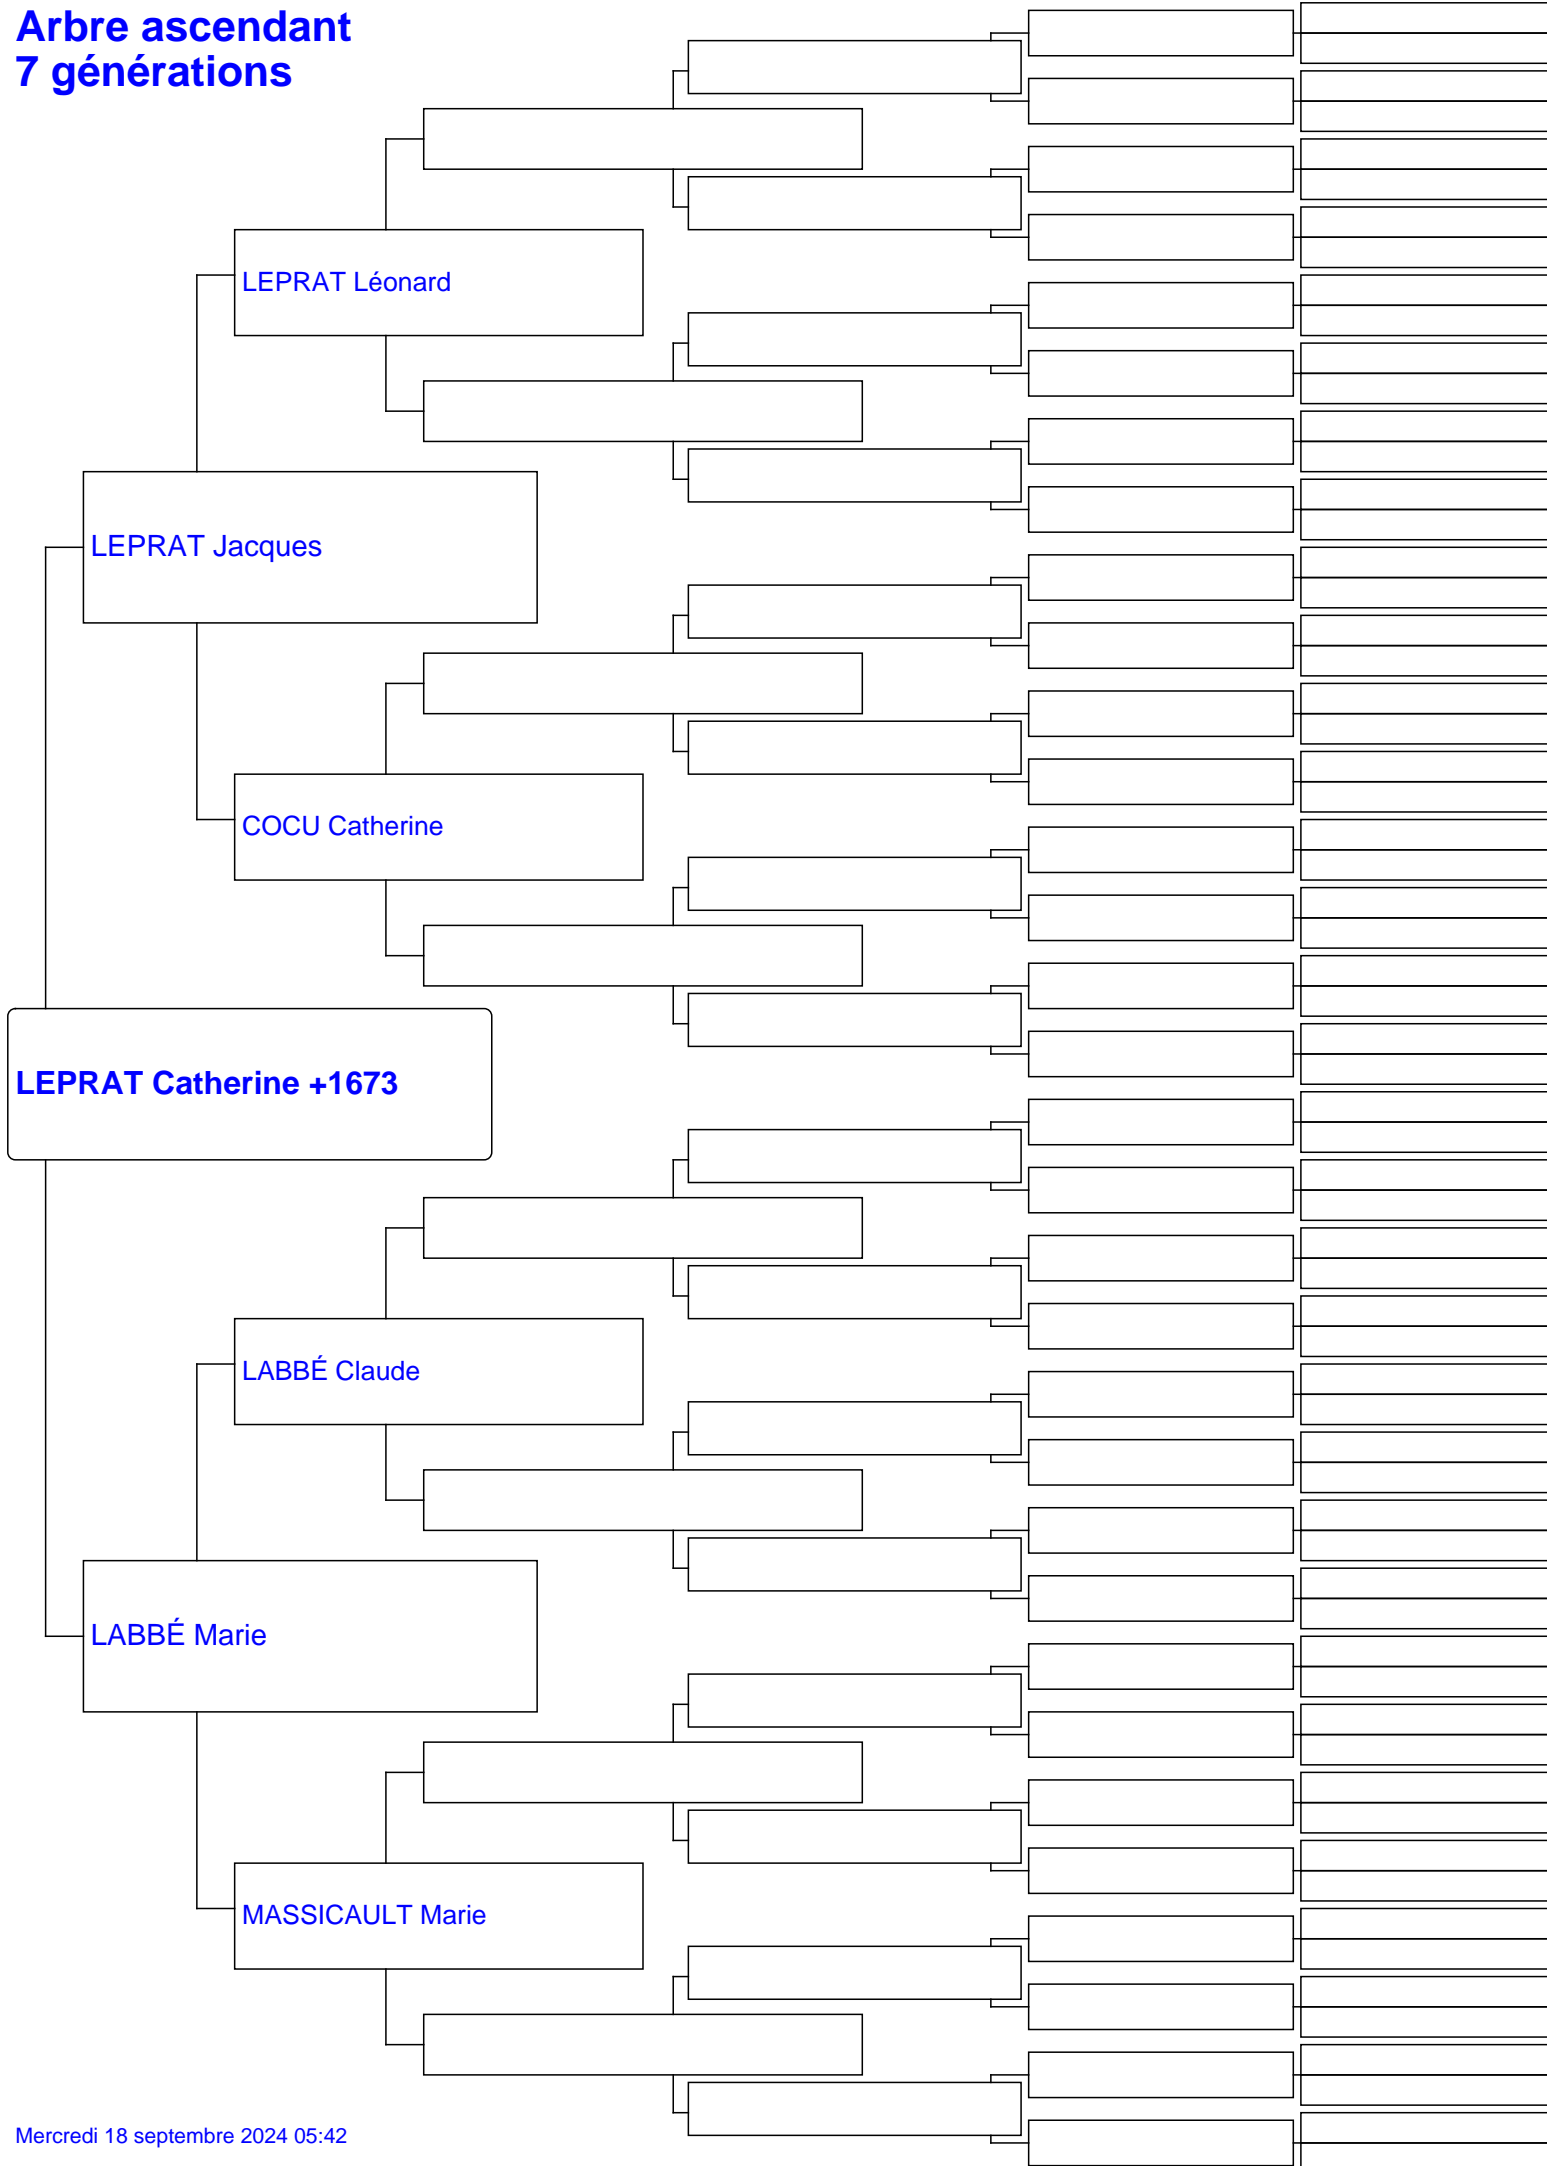 Arbre ascendant
7 générations
LEPRAT Léonard
LEPRAT Jacques
COCU Catherine
LEPRAT Catherine +1673
LABBÉ Claude
LABBÉ Marie
MASSICAULT Marie
Mercredi 18 septembre 2024 05:42